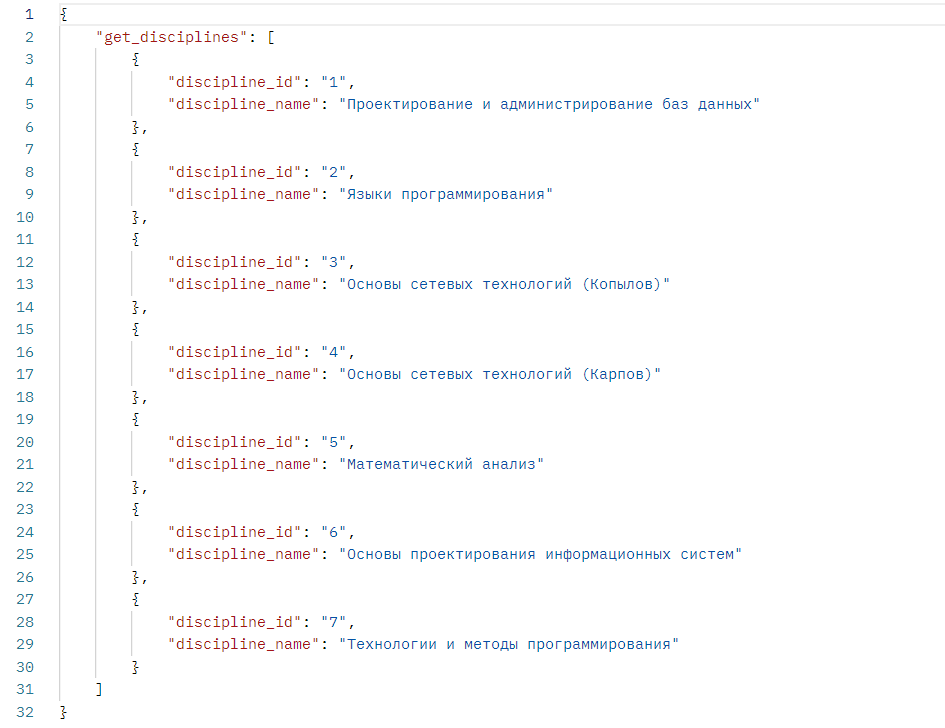 1 {
2 "get_disciplines": [
3 {
4 "discipline_id": "1",
5 "discipline_name": "Проектирование и администрирование баз данных"
6 },
7 {
8 "discipline_id": "2",
9 "discipline_name": "Языки программирования"
10 },
11 {
12 "discipline_id": "3",
13 "discipline_name": "Основы сетевых технологий (Копылов)"
14 },
15 {
16 "discipline_id": "4",
17 "discipline_name": "Основы сетевых технологий (Карпов)"
18 },
19 {
20 "discipline_id": "5",
21 "discipline_name": "Математический анализ"
22 },
23 {
24 "discipline_id": "6",
25 "discipline_name": "Основы проектирования информационных систем"
26 },
27 {
28 "discipline_id": "7",
29 "discipline_name": "Технологии и методы программирования"
30 }
31 ]
32 }